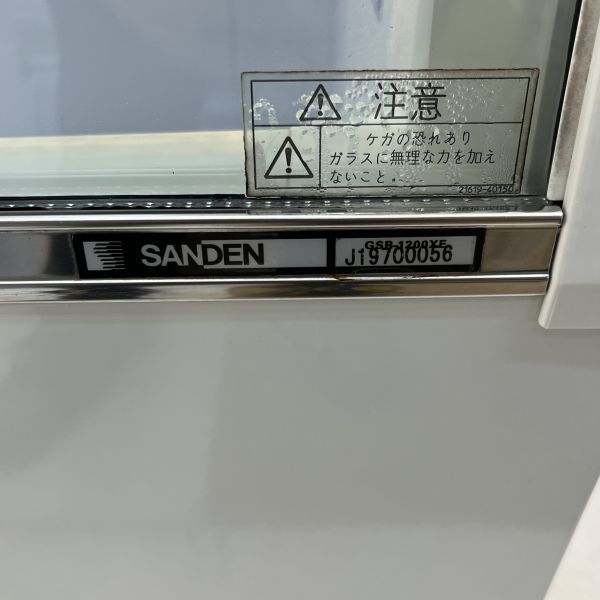 注意
ケガの恐れあり
ガラスに無理な力を加え
ないこと.
21619-40150
SANDEN
GSB-1200XE
J19700056